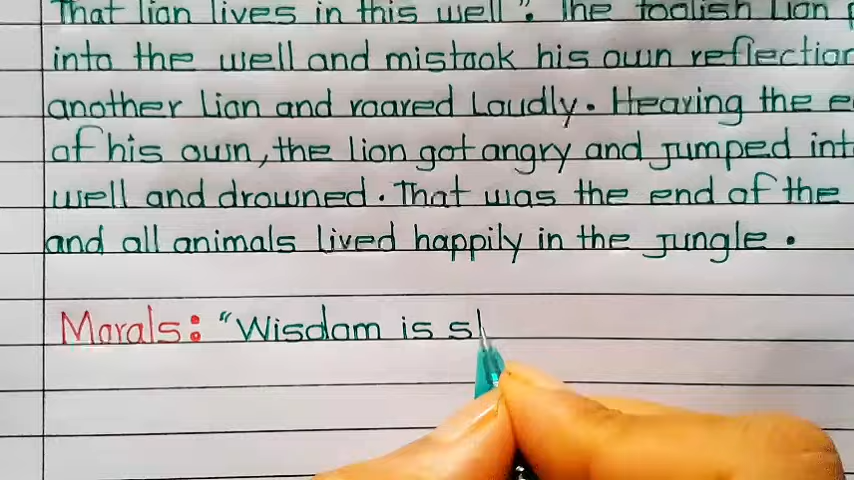 That lion lives in this well". The foolish Lion
into the well and mistook his own reflection
another Lion and roared Loudly. Hearing the
of his own, the lion got angry and jumped
well and drowned. That was the end of the
and all animals lived happily in the jungle.
Morals: "Wisdom is